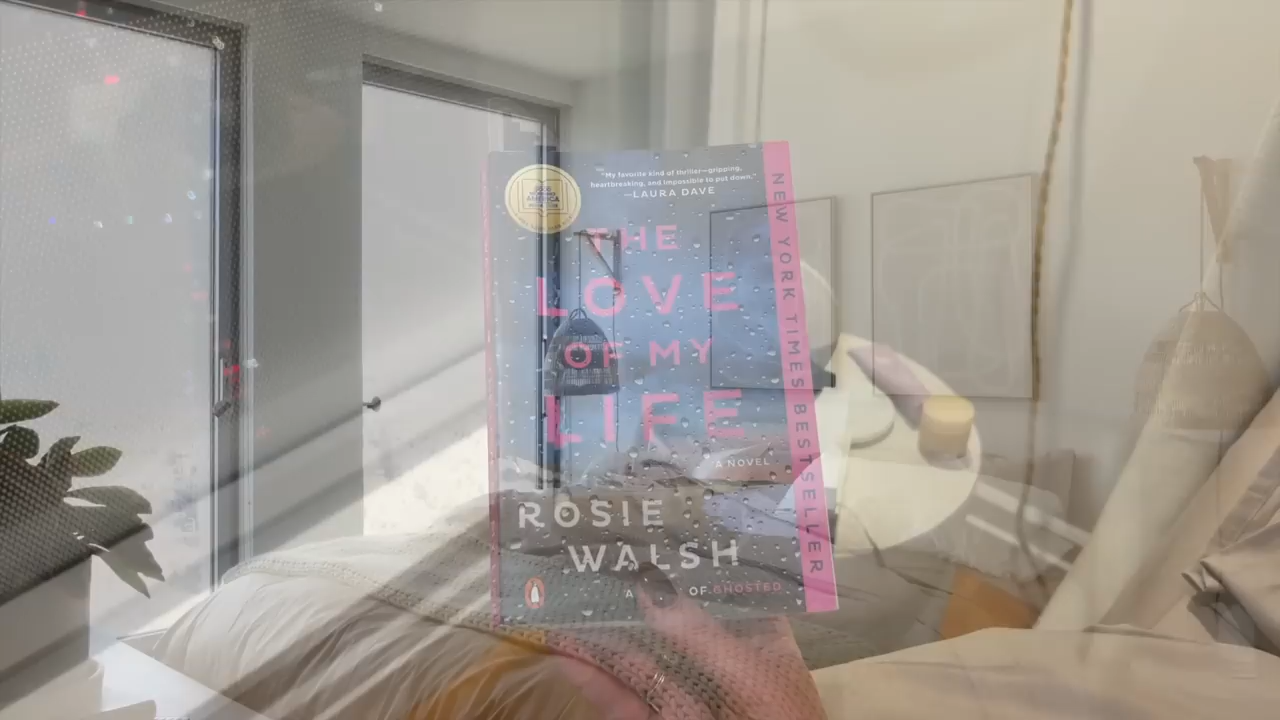 "My favorite kind of thriller—gripping,
heartbreaking, and impossible to put down."
—LAURA DAVE
THE
LOVE
OF MY
LIFE
A NOVEL
ROSIE
WALSH
A OF GHOSTED
NEW YORK TIMES BESTSELLER
AMERICA